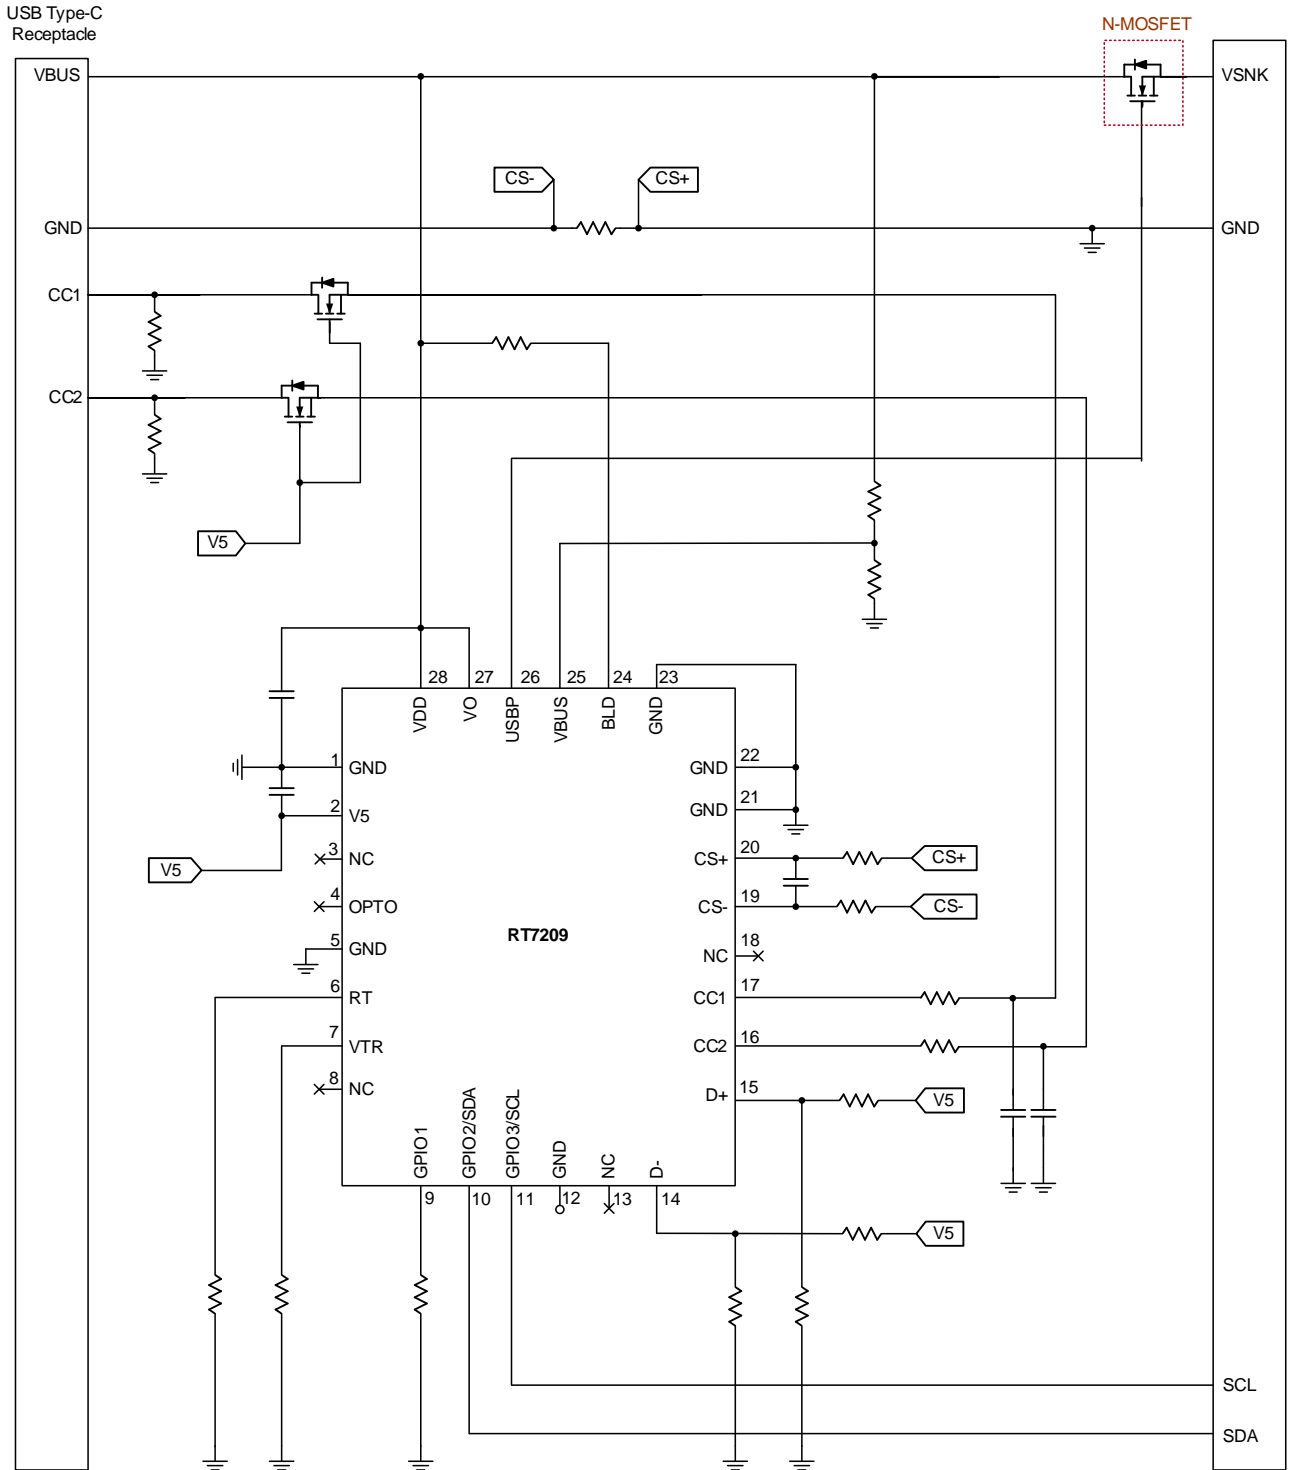 USB Type-C
Receptacle
N-MOSFET
VBUS
VSNK
CS-
CS+
GND
GND
CC1
CC2
V5
28
27
26
25
24
23
VDD
VO
USBP
VBUS
BLD
GND
1
GND
GND
22
2
V5
GND
21
V5
3
NC
CS+
20
CS+
4
OPTO
CS-
19
CS-
RT7209
5
GND
NC
18
6
RT
CC1
17
7
VTR
CC2
16
8
NC
D+
15
V5
GPIO1
GPIO2/SDA
GPIO3/SCL
GND
NC
D-
9
10
11
12
13
14
V5
SCL
SDA